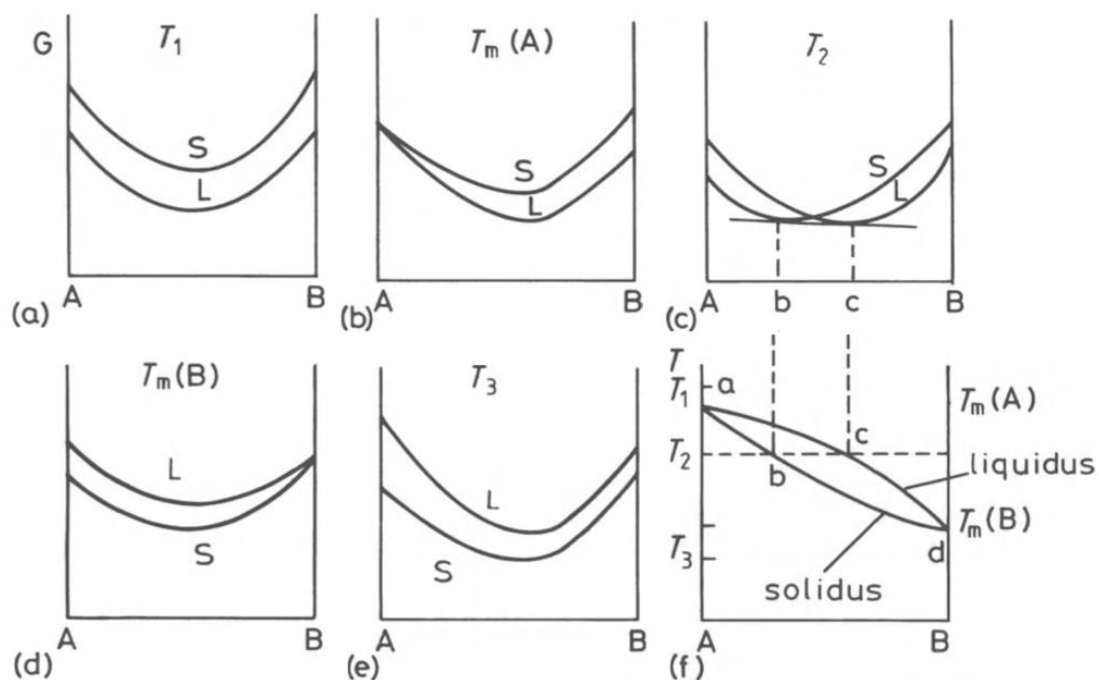 G T₁
S
L
A B
(a)
Tₘ(A)
S
L
A B
(b)
T₂
S
L
A b c B
(c)
Tₘ(B)
L
S
A B
(d)
T₃
L
S
A B
(e)
T
T₁ a Tₘ(A)
c
T₂
b liquidus
Tₘ(B)
T₃ d
solidus
A B
(f)